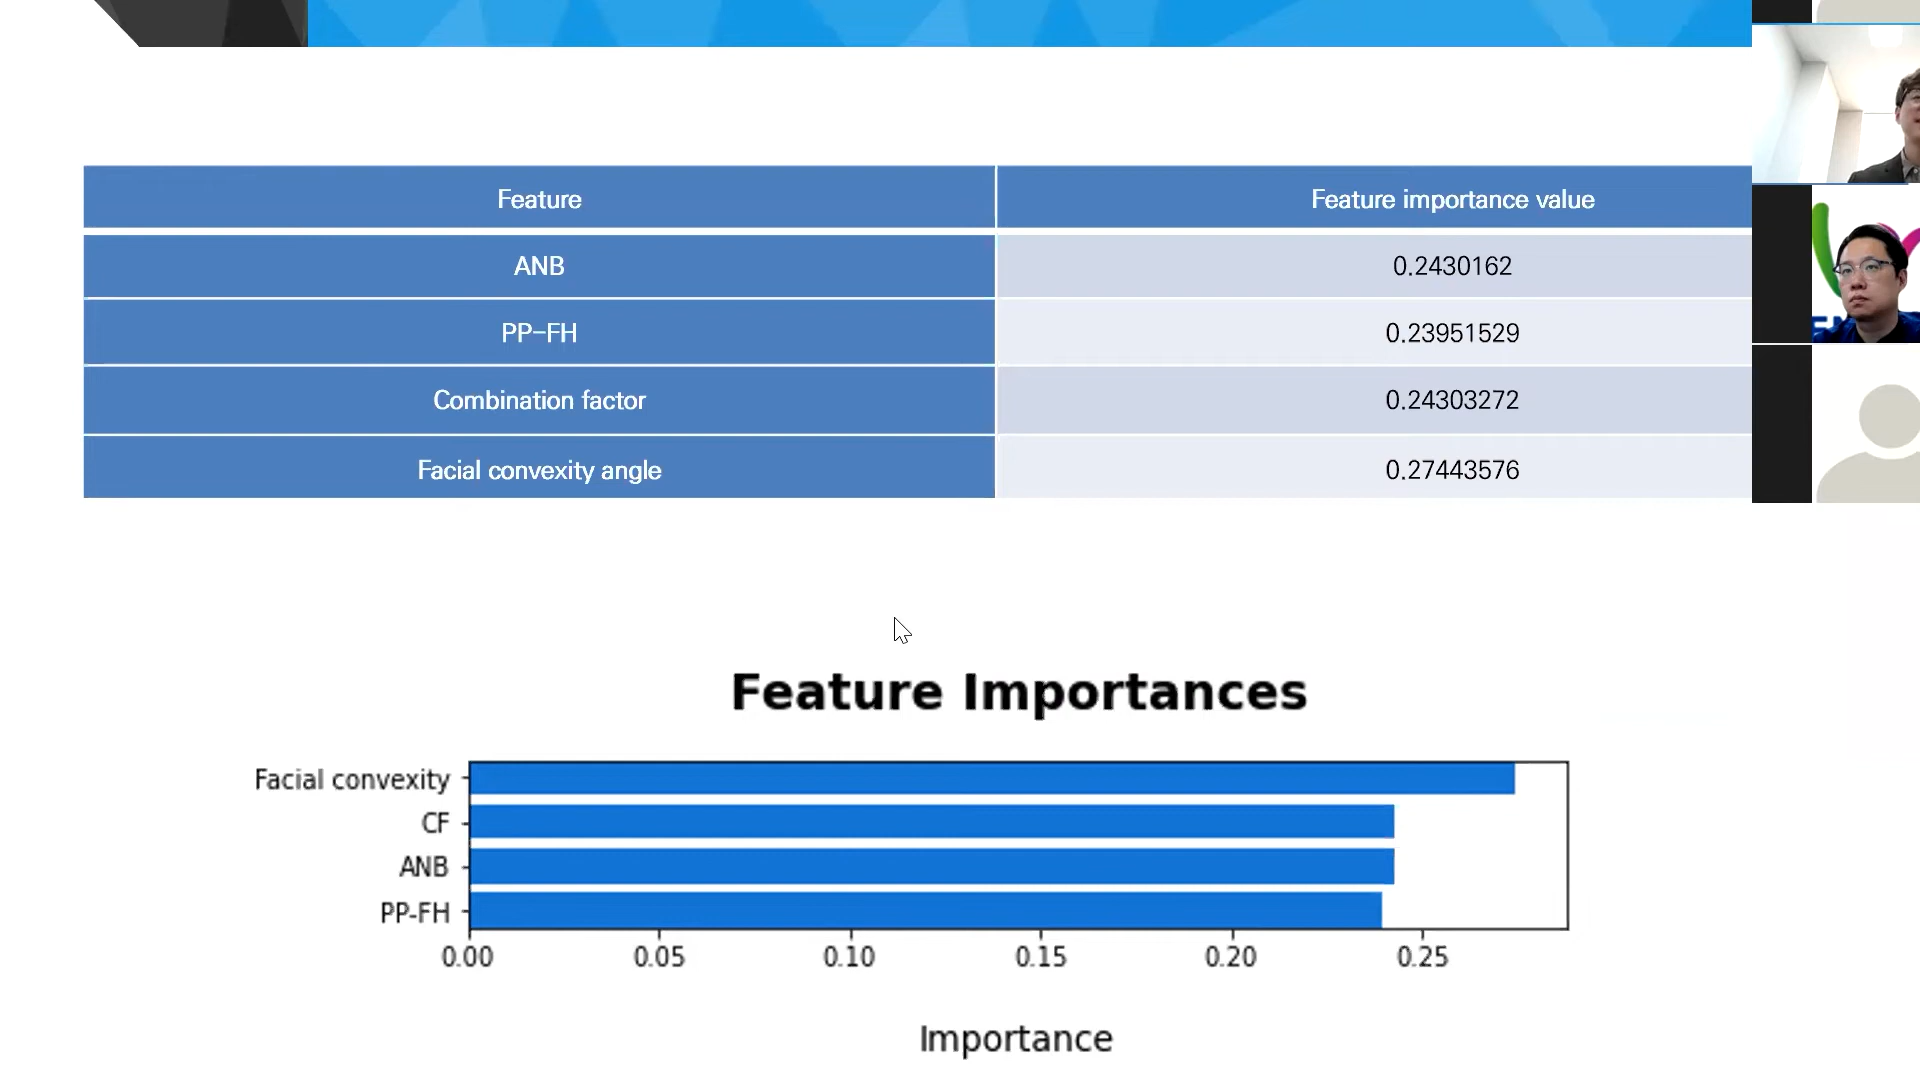 Feature Feature importance value
ANB 0.2430162
PP-FH 0.23951529
Combination factor 0.24303272
Facial convexity angle 0.27443576
Feature Importances
Facial convexity
CF
ANB
PP-FH
0.00 0.05 0.10 0.15 0.20 0.25
Importance